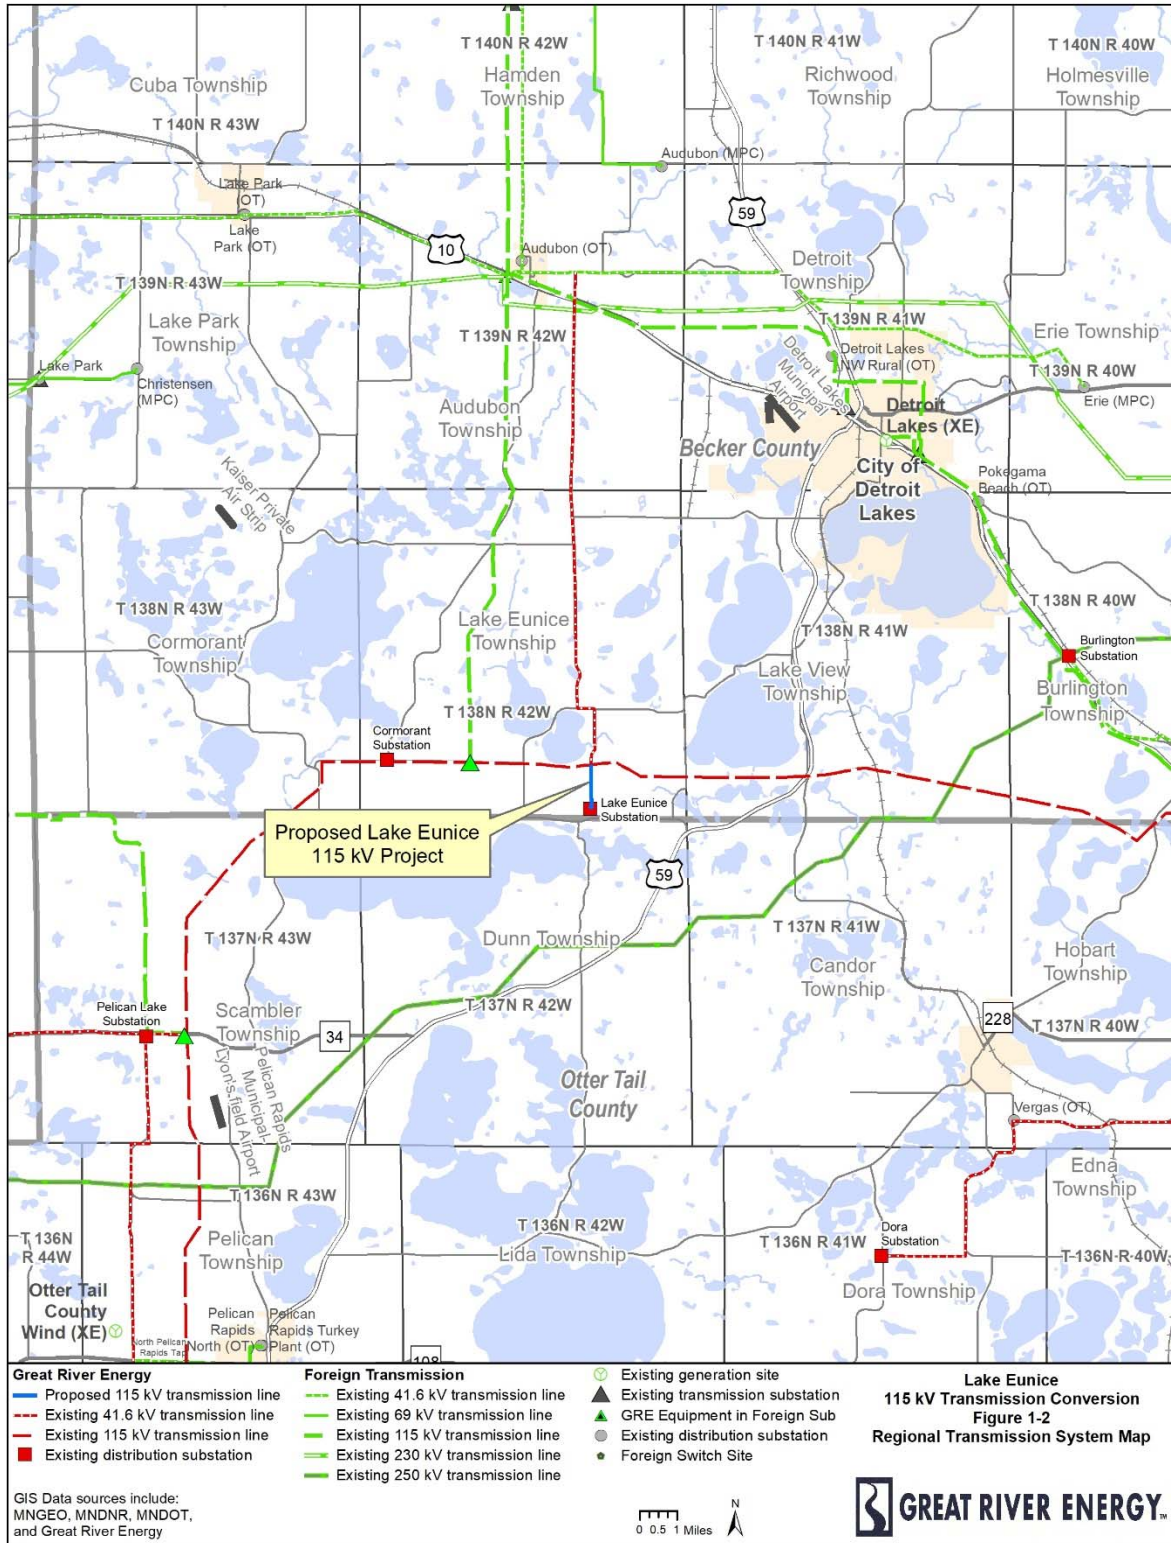 T 140N R 42W
T 140N R 41W
T 140N R 40W
Cuba Township
Hamden
Township
Richwood
Township
Holmesville
Township
T 140N R 43W
Audubon (MPC)
Lake Park
(OT)
Lake
Park (OT)
59
10
Audubon (OT)
Detroit
Township
T 139N R 43W
Lake Park
Township
T 139N R 42W
T 139N R 41W
Erie Township
Lake Park
Christensen
(MPC)
Detroit Lakes
NW Rural (OT)
T 139N R 40W
Erie (MPC)
Detroit Lakes
Municipal
Airport
Audubon
Township
Detroit
Lakes (XE)
Becker County
City of
Detroit
Lakes
Pokegama
Beach (OT)
Kaiser Private
Air Strip
T 138N R 43W
Cormorant
Township
Lake Eunice
Township
T 138N R 40W
T 138N R 41W
Lake View
Township
Burlington
Substation
Burlington
Township
T 138N R 42W
Cormorant
Substation
Lake Eunice
Substation
Proposed Lake Eunice
115 kV Project
59
T 137N R 43W
Dunn Township
T 137N R 41W
Candor
Township
Hobart
Township
Pelican Lake
Substation
Scambler
Township
T 137N R 42W
34
228
T 137N R 40W
Pelican Rapids
Municipal-
Lyon's field Airport
Otter Tail
County
Vergas (OT)
T 136N R 43W
Edna
Township
T 136N
R 44W
Pelican
Township
T 136N R 42W
Lida Township
Dora
Substation
T 136N R 41W
T 136N R 40W
Dora Township
Otter Tail
County
Wind (XE)
North Pelican
Rapids Tap
Pelican
Rapids
North (OT)
Pelican
Rapids Turkey
Plant (OT)
108
Great River Energy
Proposed 115 kV transmission line
Existing 41.6 kV transmission line
Existing 115 kV transmission line
Existing distribution substation
Foreign Transmission
Existing 41.6 kV transmission line
Existing 69 kV transmission line
Existing 115 kV transmission line
Existing 230 kV transmission line
Existing 250 kV transmission line
Existing generation site
Existing transmission substation
GRE Equipment in Foreign Sub
Existing distribution substation
Foreign Switch Site
Lake Eunice
115 kV Transmission Conversion
Figure 1-2
Regional Transmission System Map
GIS Data sources include:
MNGEO, MNDNR, MNDOT,
and Great River Energy
0 0.5 1 Miles
N
GREAT RIVER ENERGY